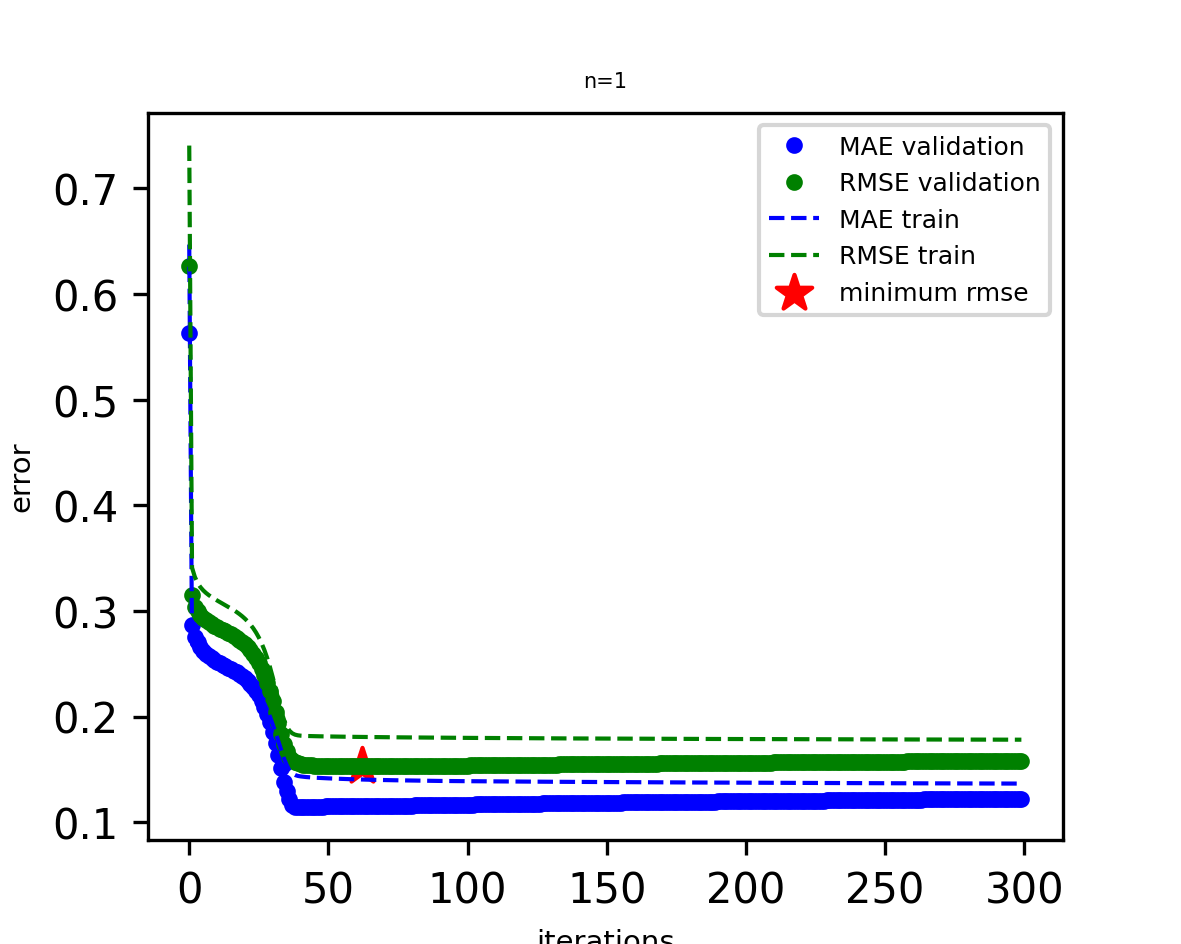 n=1
MAE validation
RMSE validation
MAE train
RMSE train
minimum rmse
0.7
0.6
0.5
0.4
0.3
0.2
0.1
error
0 50 100 150 200 250 300
iterations